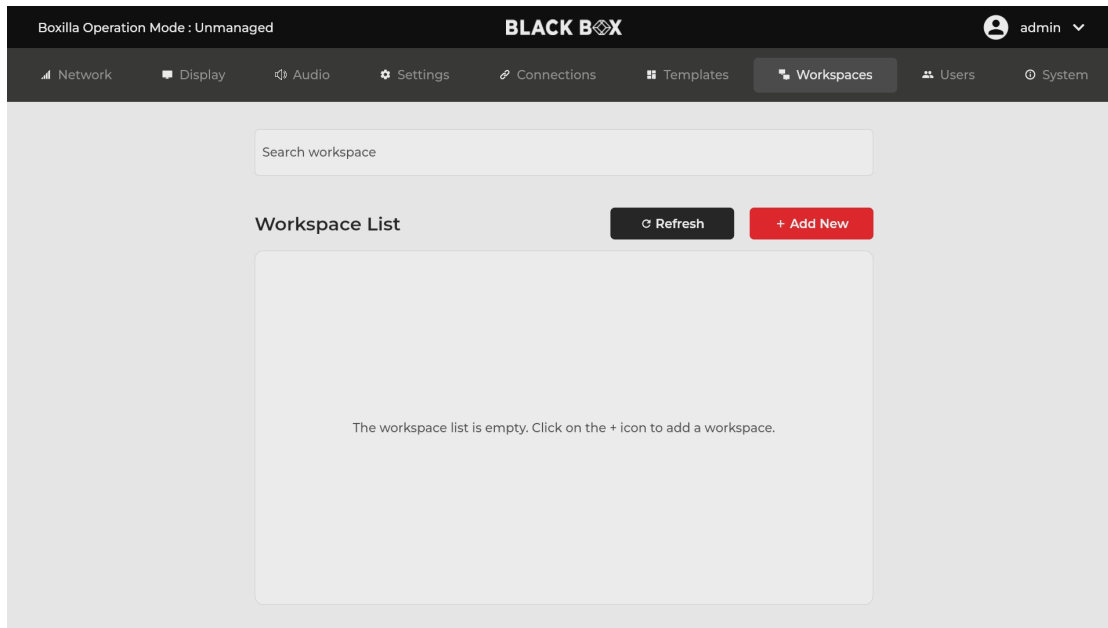 Boxilla Operation Mode : Unmanaged
BLACK BOX
admin
Network
Display
Audio
Settings
Connections
Templates
Workspaces
Users
System
Search workspace
Workspace List
Refresh
+ Add New
The workspace list is empty. Click on the + icon to add a workspace.